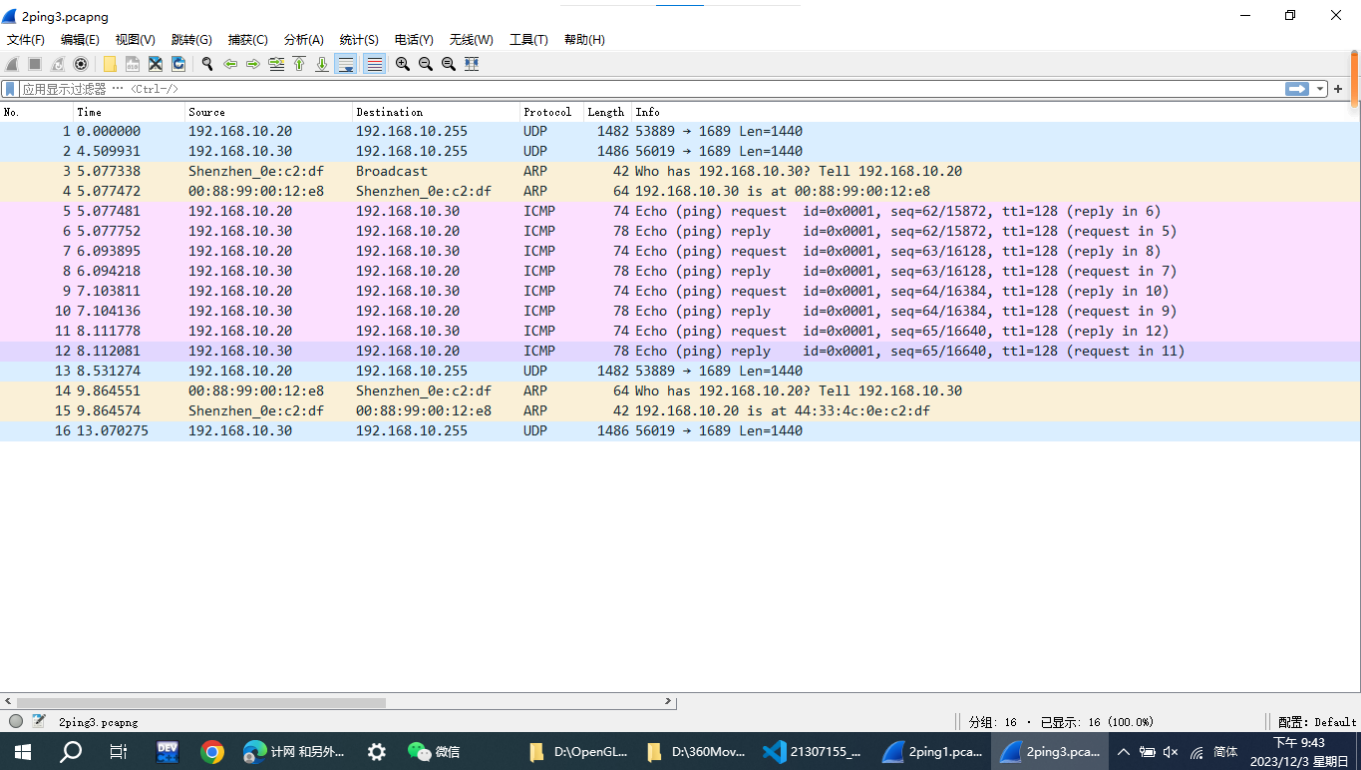 2ping3.pcapng
文件(F) 编辑(E) 视图(V) 跳转(G) 捕获(C) 分析(A) 统计(S) 电话(Y) 无线(W) 工具(T) 帮助(H)
应用显示过滤器 … <Ctrl-/>
No. Time Source Destination Protocol Length Info
1 0.000000 192.168.10.20 192.168.10.255 UDP 1482 53889 → 1689 Len=1440
2 4.509931 192.168.10.30 192.168.10.255 UDP 1486 56019 → 1689 Len=1440
3 5.077338 Shenzhen_0e:c2:df Broadcast ARP 42 Who has 192.168.10.30? Tell 192.168.10.20
4 5.077472 00:88:99:00:12:e8 Shenzhen_0e:c2:df ARP 64 192.168.10.30 is at 00:88:99:00:12:e8
5 5.077481 192.168.10.20 192.168.10.30 ICMP 74 Echo (ping) request id=0x0001, seq=62/15872, ttl=128 (reply in 6)
6 5.077752 192.168.10.30 192.168.10.20 ICMP 78 Echo (ping) reply id=0x0001, seq=62/15872, ttl=128 (request in 5)
7 6.093895 192.168.10.20 192.168.10.30 ICMP 74 Echo (ping) request id=0x0001, seq=63/16128, ttl=128 (reply in 8)
8 6.094218 192.168.10.30 192.168.10.20 ICMP 78 Echo (ping) reply id=0x0001, seq=63/16128, ttl=128 (request in 7)
9 7.103811 192.168.10.20 192.168.10.30 ICMP 74 Echo (ping) request id=0x0001, seq=64/16384, ttl=128 (reply in 10)
10 7.104136 192.168.10.30 192.168.10.20 ICMP 78 Echo (ping) reply id=0x0001, seq=64/16384, ttl=128 (request in 9)
11 8.111778 192.168.10.20 192.168.10.30 ICMP 74 Echo (ping) request id=0x0001, seq=65/16640, ttl=128 (reply in 12)
12 8.112081 192.168.10.30 192.168.10.20 ICMP 78 Echo (ping) reply id=0x0001, seq=65/16640, ttl=128 (request in 11)
13 8.531274 192.168.10.20 192.168.10.255 UDP 1482 53889 → 1689 Len=1440
14 9.864551 00:88:99:00:12:e8 Shenzhen_0e:c2:df ARP 64 Who has 192.168.10.20? Tell 192.168.10.30
15 9.864574 Shenzhen_0e:c2:df 00:88:99:00:12:e8 ARP 42 192.168.10.20 is at 44:33:4c:0e:c2:df
16 13.070275 192.168.10.30 192.168.10.255 UDP 1486 56019 → 1689 Len=1440
2ping3.pcapng 分组: 16 · 已显示: 16 (100.0%) 配置: Default
DEV 计网 和另外... 微信 D:\OpenGL... D:\360Mov... 21307155_... 2ping1.pca... 2ping3.pca... 简体 下午 9:43
2023/12/3 星期日